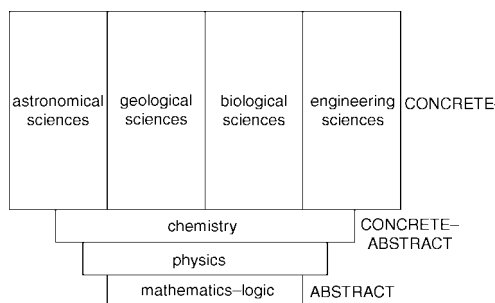 astronomical sciences
geological sciences
biological sciences
engineering sciences
CONCRETE
chemistry
CONCRETE–
ABSTRACT
physics
mathematics–logic
ABSTRACT